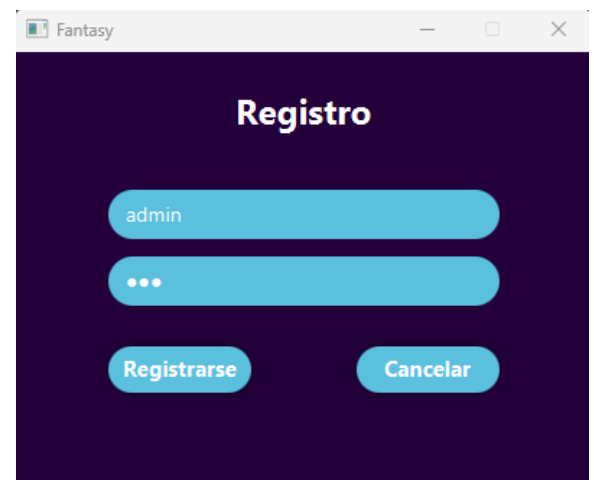 Fantasy
Registro
admin
•••
Registrarse Cancelar